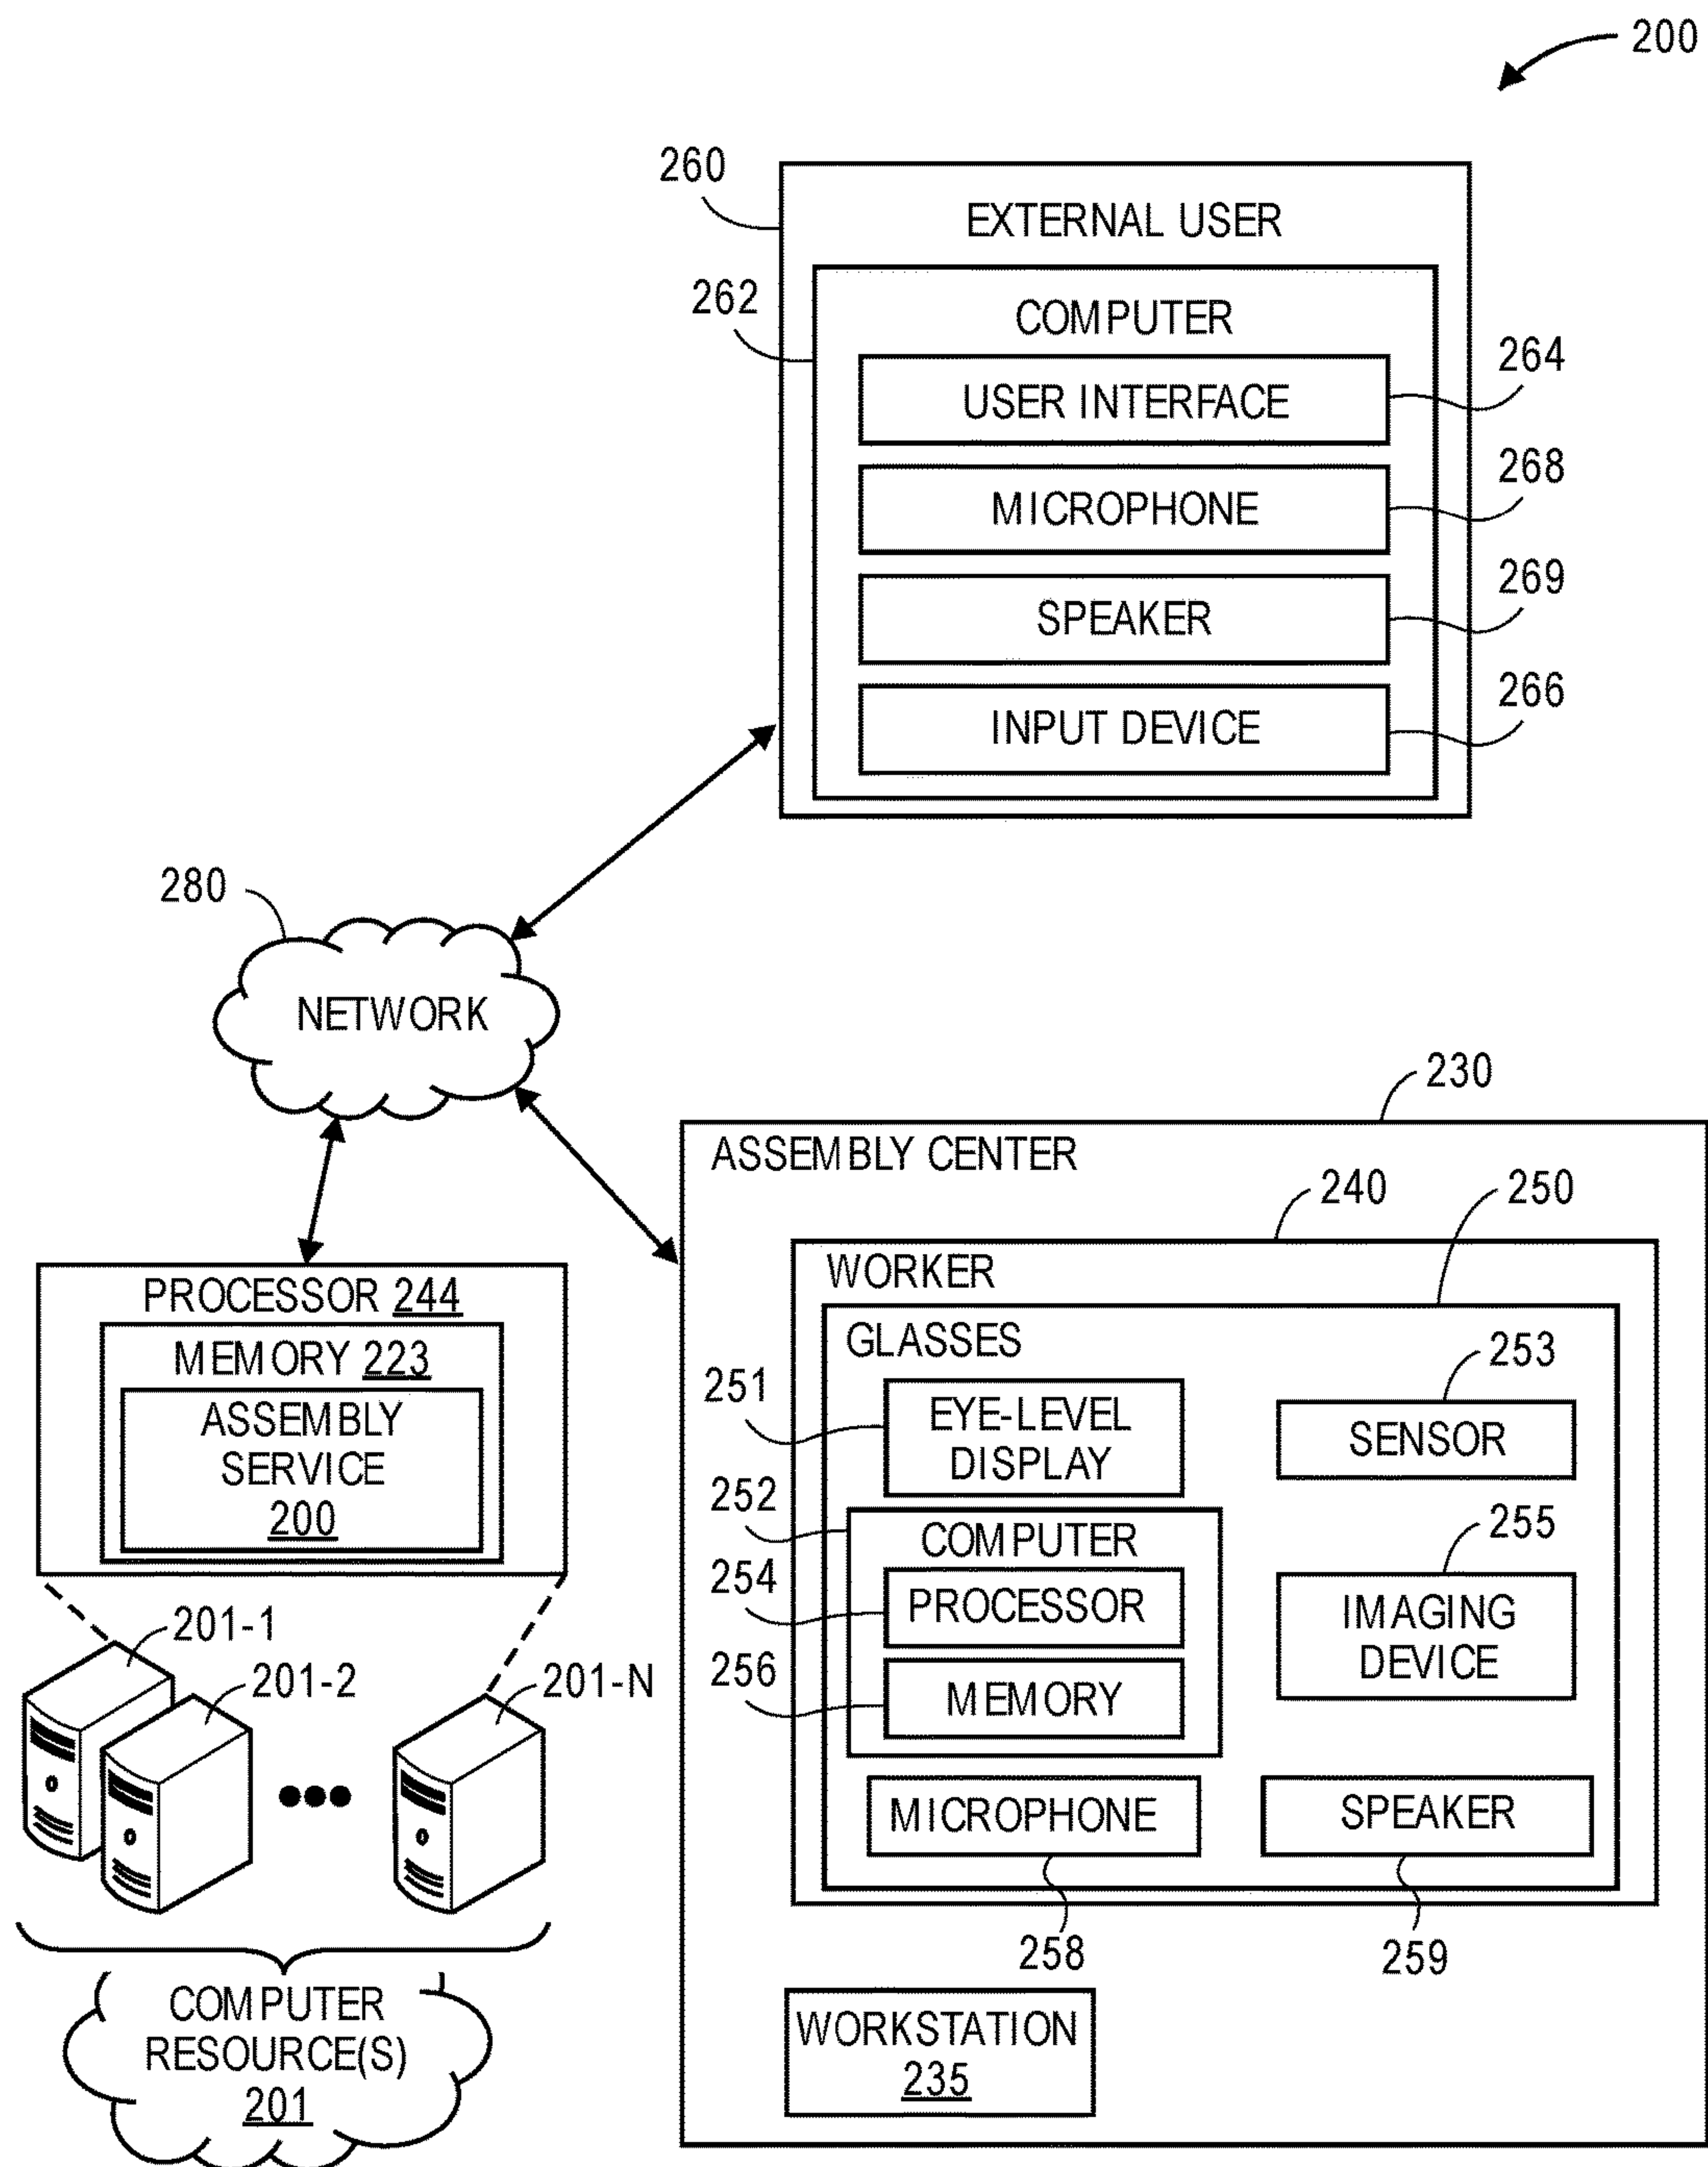 200
260
EXTERNAL USER
262
COMPUTER
264
USER INTERFACE
268
MICROPHONE
269
SPEAKER
266
INPUT DEVICE
280
NETWORK
230
ASSEMBLY CENTER
240
250
WORKER
PROCESSOR 244
GLASSES
MEMORY 223
253
251
EYE-LEVEL
DISPLAY
SENSOR
ASSEMBLY
SERVICE
200
252
COMPUTER
255
254
PROCESSOR
IMAGING
DEVICE
256
MEMORY
201-1
201-2
201-N
MICROPHONE
SPEAKER
258
259
COMPUTER
RESOURCE(S)
201
WORKSTATION
235